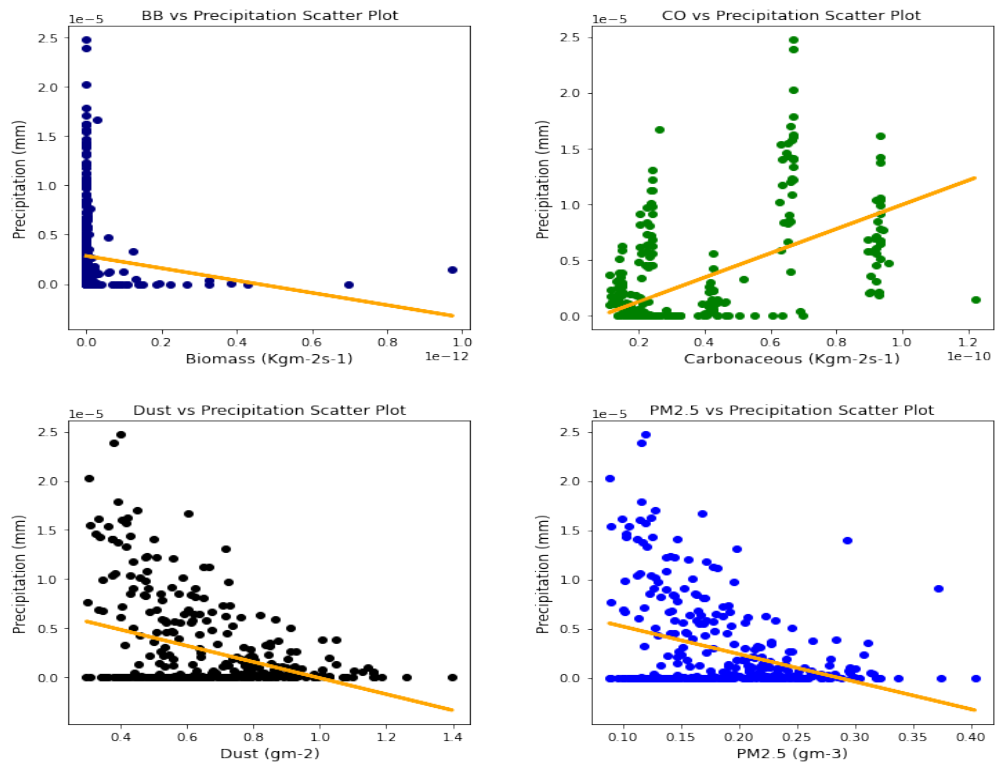 BB vs Precipitation Scatter Plot
1e−5
2.5
2.0
1.5
1.0
0.5
0.0
Precipitation (mm)
0.0 0.2 0.4 0.6 0.8 1.0
1e−12
Biomass (Kgm-2s-1)
CO vs Precipitation Scatter Plot
1e−5
2.5
2.0
1.5
1.0
0.5
0.0
Precipitation (mm)
0.2 0.4 0.6 0.8 1.0 1.2
1e−10
Carbonaceous (Kgm-2s-1)
Dust vs Precipitation Scatter Plot
1e−5
2.5
2.0
1.5
1.0
0.5
0.0
Precipitation (mm)
0.4 0.6 0.8 1.0 1.2 1.4
Dust (gm-2)
PM2.5 vs Precipitation Scatter Plot
1e−5
2.5
2.0
1.5
1.0
0.5
0.0
Precipitation (mm)
0.10 0.15 0.20 0.25 0.30 0.35 0.40
PM2.5 (gm-3)